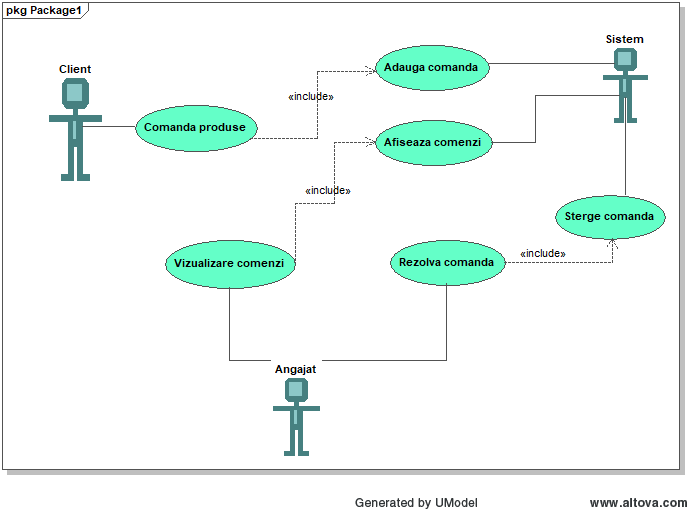 pkg Package1
Sistem
Client
Adauga comanda
«include»
Comanda produse
Afiseaza comenzi
«include»
Sterge comanda
«include»
Vizualizare comenzi
Rezolva comanda
Angajat
Generated by UModel
www.altova.com